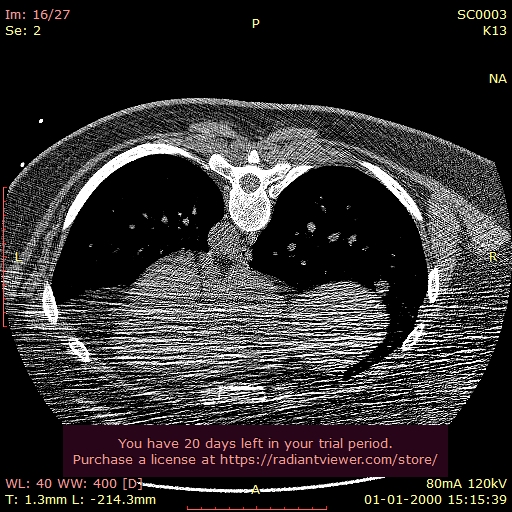 Im: 16/27
Se: 2
P
SC0003
K13
NA
L
R
You have 20 days left in your trial period.
Purchase a license at https://radiantviewer.com/store/
WL: 40 WW: 400 [D]
T: 1.3mm L: -214.3mm
A
80mA 120kV
01-01-2000 15:15:39